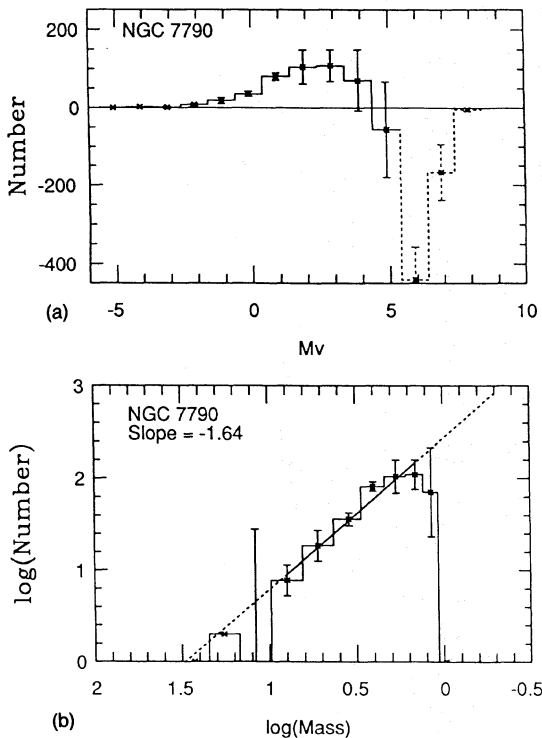 NGC 7790
200
0
-200
-400
Number
-5
0
5
10
(a)
Mv
3
2
1
0
log(Number)
NGC 7790
Slope = -1.64
2
1.5
1
0.5
0
-0.5
(b)
log(Mass)